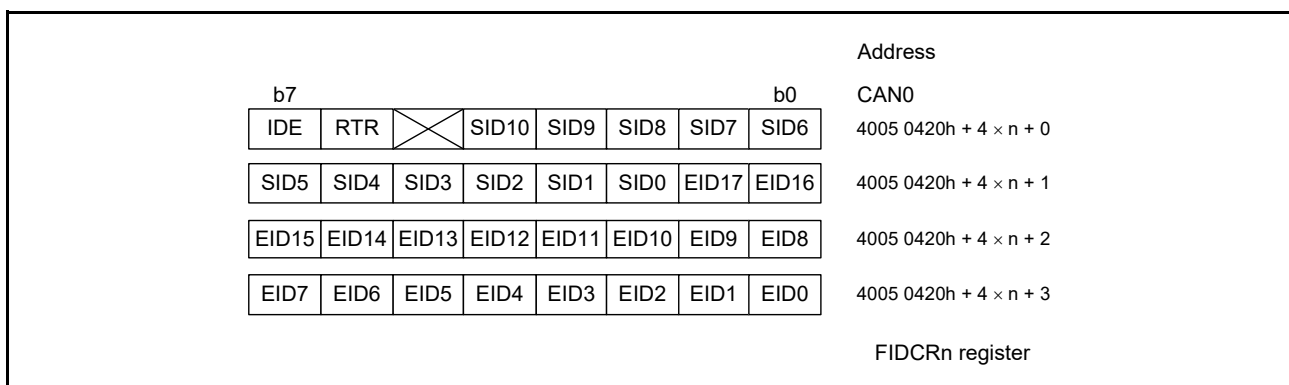 Address
b7 b0 CAN0
IDE RTR SID10 SID9 SID8 SID7 SID6 4005 0420h + 4 × n + 0
SID5 SID4 SID3 SID2 SID1 SID0 EID17 EID16 4005 0420h + 4 × n + 1
EID15 EID14 EID13 EID12 EID11 EID10 EID9 EID8 4005 0420h + 4 × n + 2
EID7 EID6 EID5 EID4 EID3 EID2 EID1 EID0 4005 0420h + 4 × n + 3
FIDCRn register